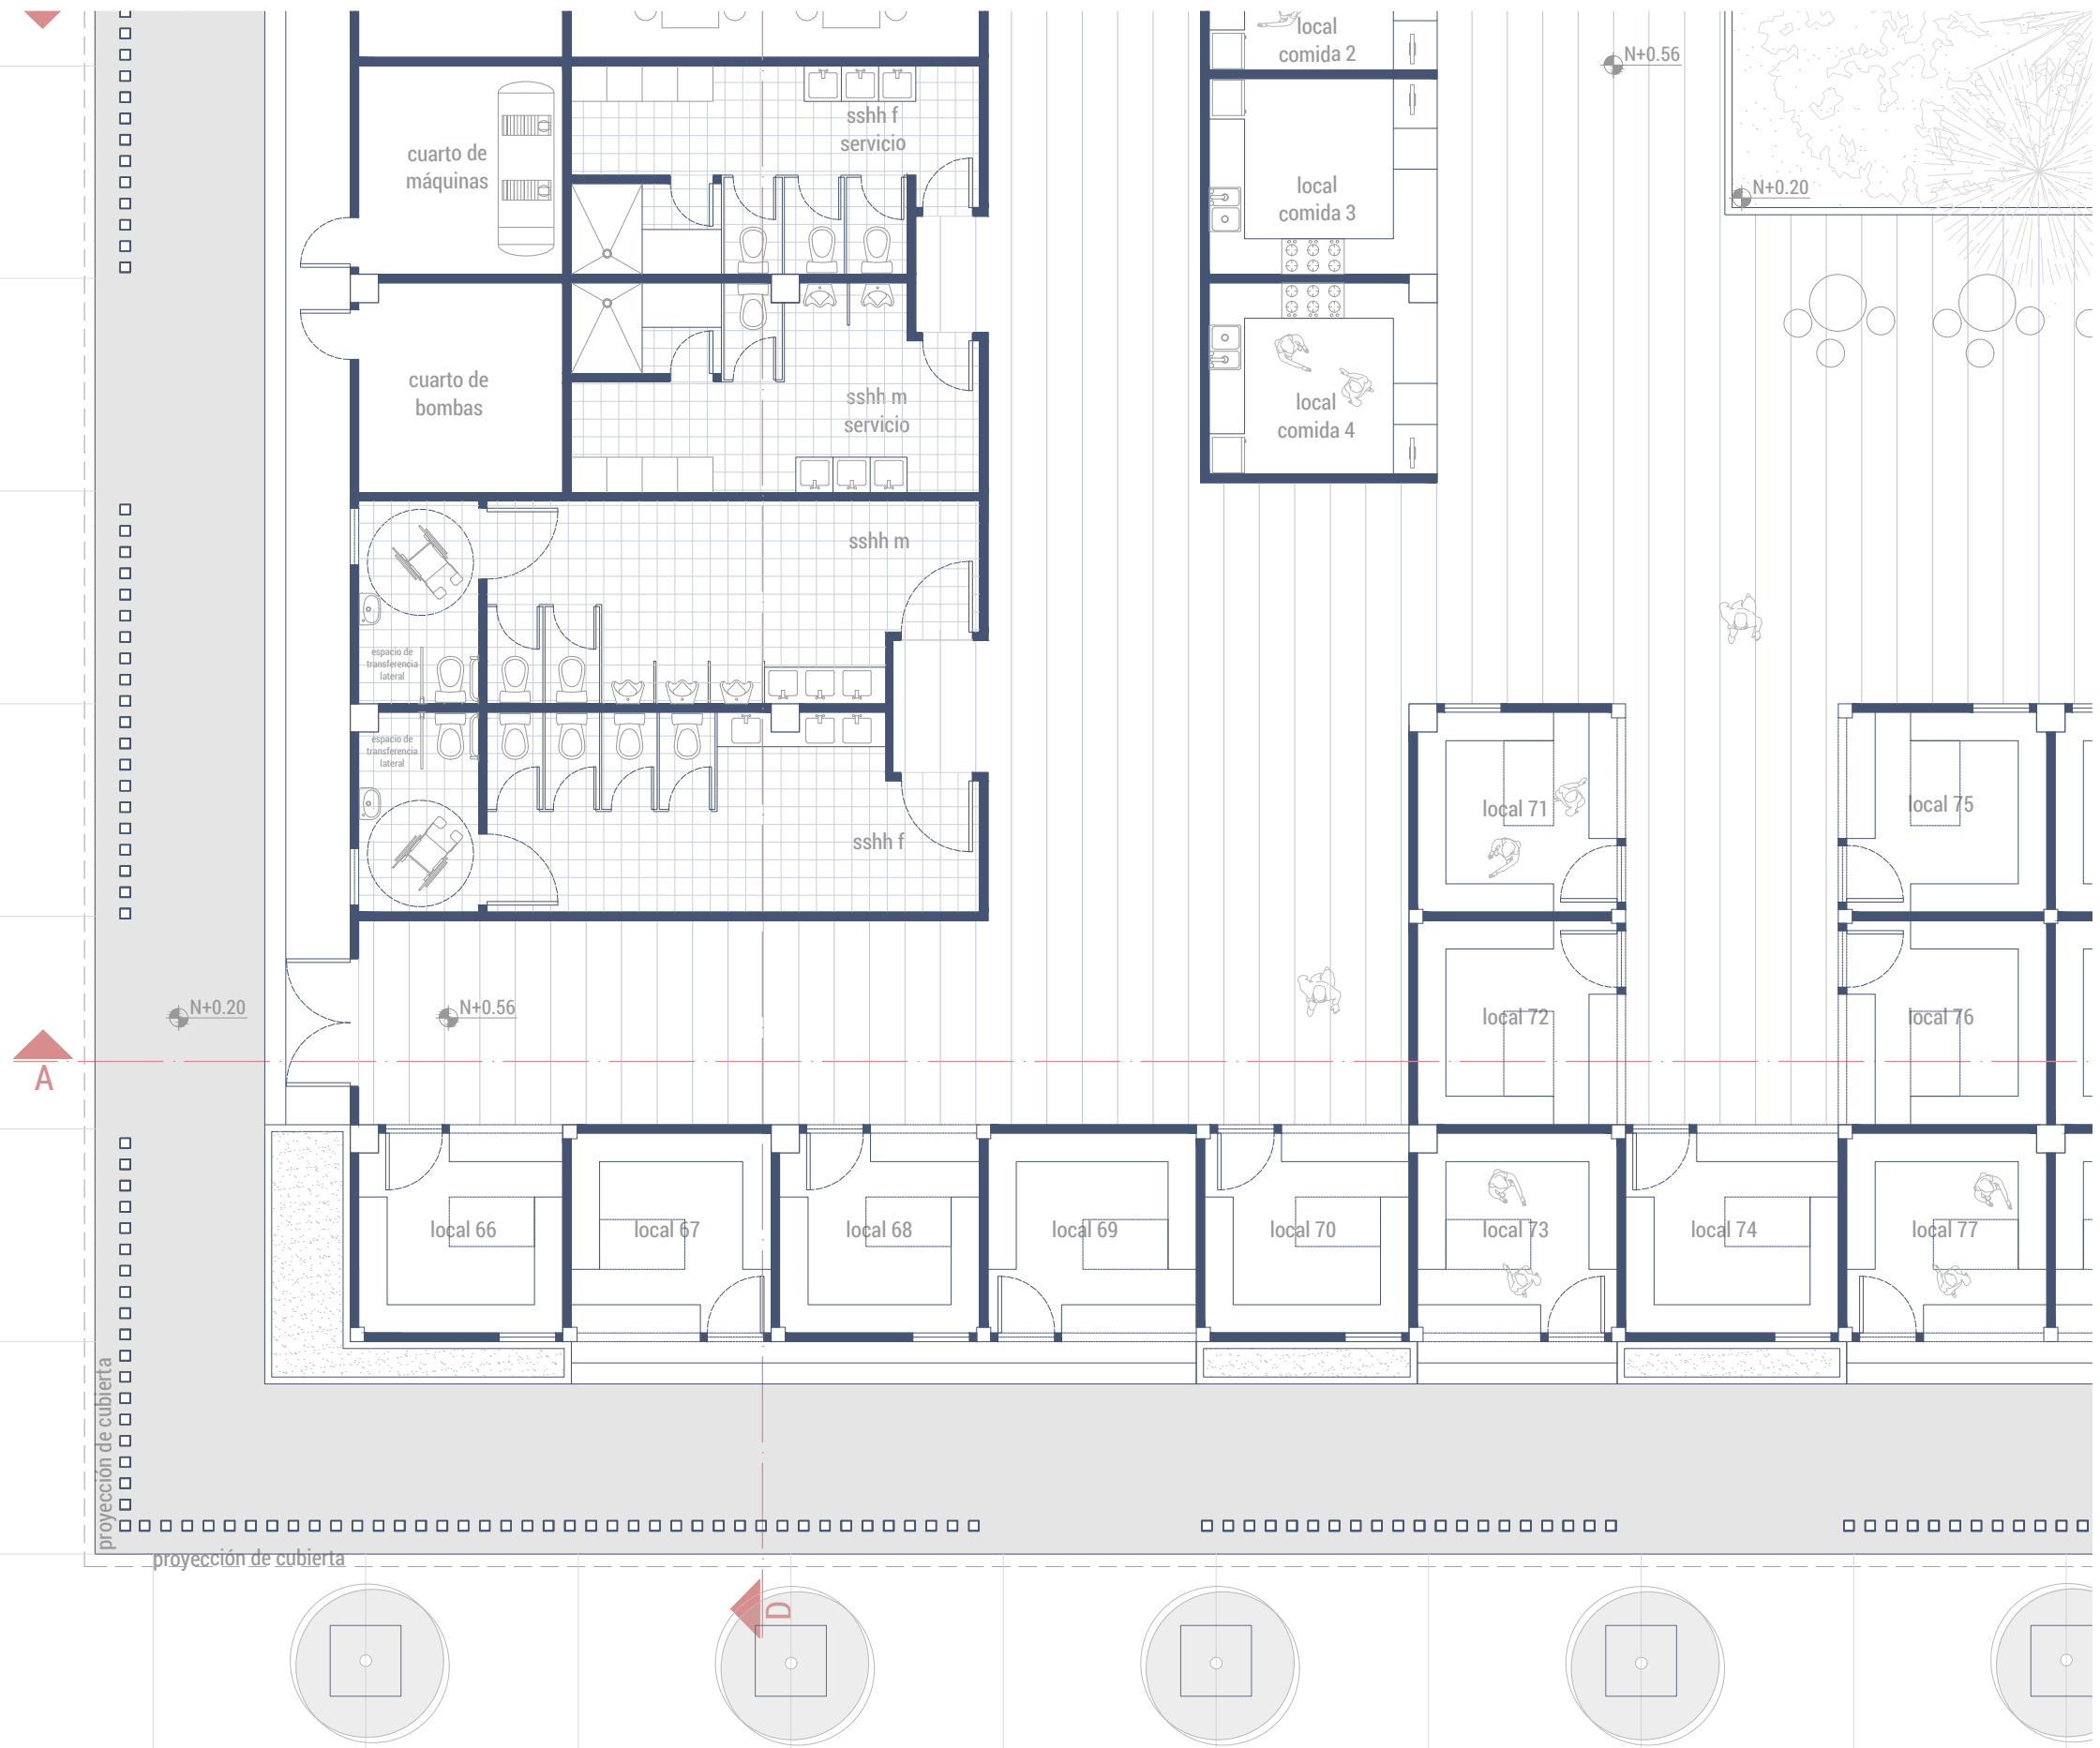 local
comida 2
N+0.56
sshh f
servicio
cuarto de
máquinas
local
comida 3
N+0.20
cuarto de
bombas
sshh m
servicio
local
comida 4
sshh m
espacio de
transferencia
lateral
espacio de
transferencia
lateral
sshh f
local 71
local 75
N+0.20
N+0.56
local 72
local 76
A
local 66
local 67
local 68
local 69
local 70
local 73
local 74
local 77
proyección de cubierta
proyección de cubierta
D